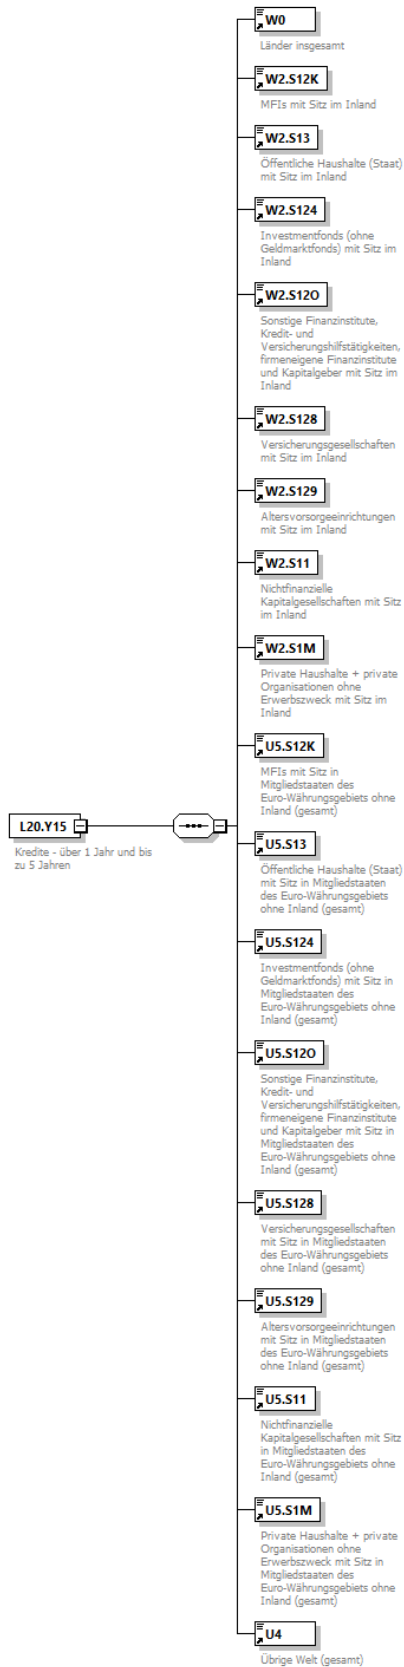 W0
Länder insgesamt
W2.S12K
MFIs mit Sitz im Inland
W2.S13
Öffentliche Haushalte (Staat)
mit Sitz im Inland
W2.S124
Investmentfonds (ohne
Geldmarktfonds) mit Sitz im
Inland
W2.S12O
Sonstige Finanzinstitute,
Kredit- und
Versicherungshilfstätigkeiten,
firmeneigene Finanzinstitute
und Kapitalgeber mit Sitz im
Inland
W2.S128
Versicherungsgesellschaften
mit Sitz im Inland
W2.S129
Altersvorsorgeeinrichtungen
mit Sitz im Inland
W2.S11
Nichtfinanzielle
Kapitalgesellschaften mit Sitz
im Inland
W2.S1M
Private Haushalte + private
Organisationen ohne
Erwerbszweck mit Sitz im
Inland
U5.S12K
MFIs mit Sitz in
Mitgliedstaaten des
Euro-Währungsgebiets ohne
Inland (gesamt)
L20.Y15
Kredite - über 1 Jahr und bis
zu 5 Jahren
U5.S13
Öffentliche Haushalte (Staat)
mit Sitz in Mitgliedstaaten
des Euro-Währungsgebiets
ohne Inland (gesamt)
U5.S124
Investmentfonds (ohne
Geldmarktfonds) mit Sitz in
Mitgliedstaaten des
Euro-Währungsgebiets ohne
Inland (gesamt)
U5.S12O
Sonstige Finanzinstitute,
Kredit- und
Versicherungshilfstätigkeiten,
firmeneigene Finanzinstitute
und Kapitalgeber mit Sitz in
Mitgliedstaaten des
Euro-Währungsgebiets ohne
Inland (gesamt)
U5.S128
Versicherungsgesellschaften
mit Sitz in Mitgliedstaaten
des Euro-Währungsgebiets
ohne Inland (gesamt)
U5.S129
Altersvorsorgeeinrichtungen
mit Sitz in Mitgliedstaaten
des Euro-Währungsgebiets
ohne Inland (gesamt)
U5.S11
Nichtfinanzielle
Kapitalgesellschaften mit Sitz
in Mitgliedstaaten des
Euro-Währungsgebiets ohne
Inland (gesamt)
U5.S1M
Private Haushalte + private
Organisationen ohne
Erwerbszweck mit Sitz in
Mitgliedstaaten des
Euro-Währungsgebiets ohne
Inland (gesamt)
U4
Übrige Welt (gesamt)